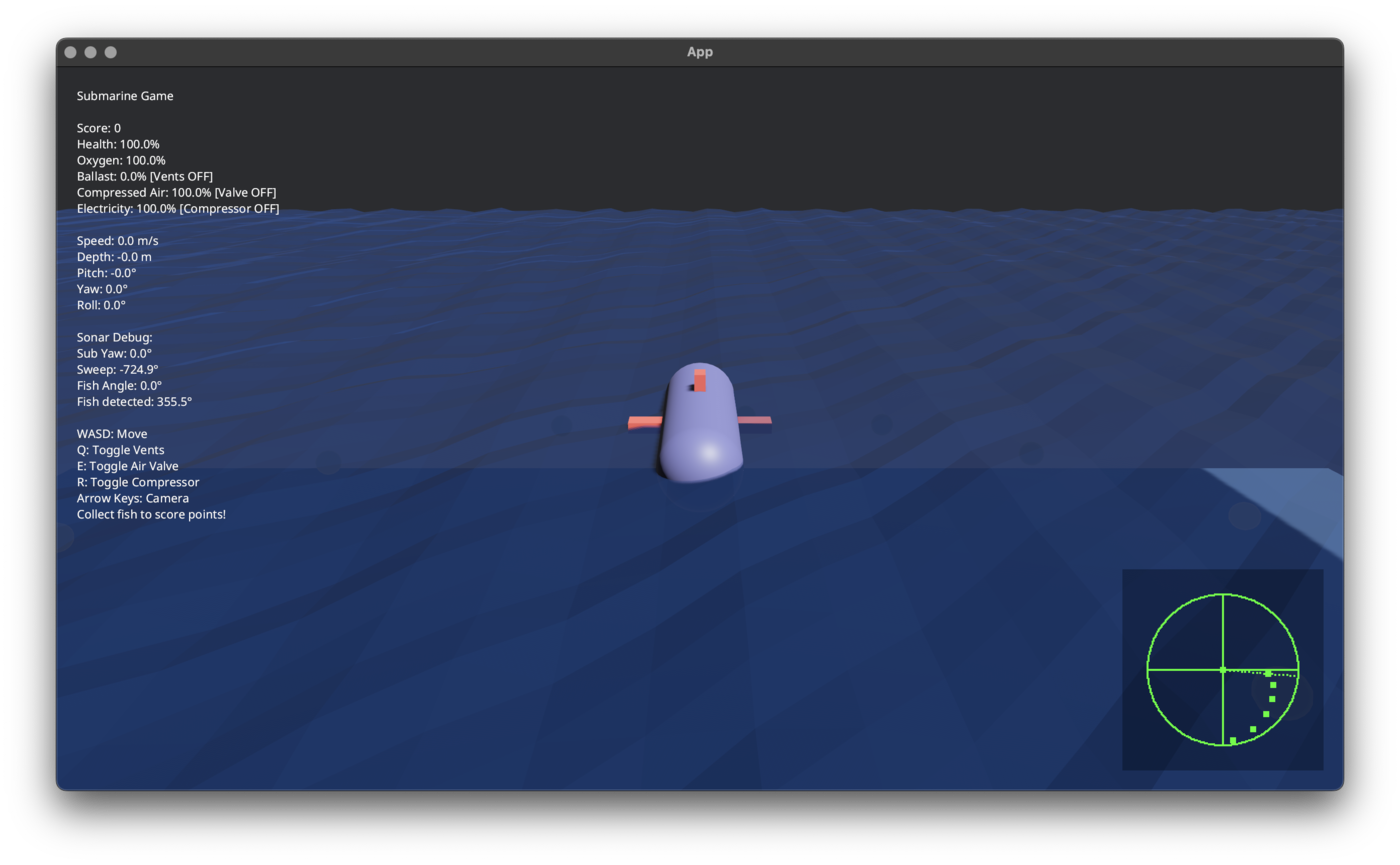 App
Submarine Game
Score: 0
Health: 100.0%
Oxygen: 100.0%
Ballast: 0.0% [Vents OFF]
Compressed Air: 100.0% [Valve OFF]
Electricity: 100.0% [Compressor OFF]
Speed: 0.0 m/s
Depth: -0.0 m
Pitch: -0.0°
Yaw: 0.0°
Roll: 0.0°
Sonar Debug:
Sub Yaw: 0.0°
Sweep: -724.9°
Fish Angle: 0.0°
Fish detected: 355.5°
WASD: Move
Q: Toggle Vents
E: Toggle Air Valve
R: Toggle Compressor
Arrow Keys: Camera
Collect fish to score points!